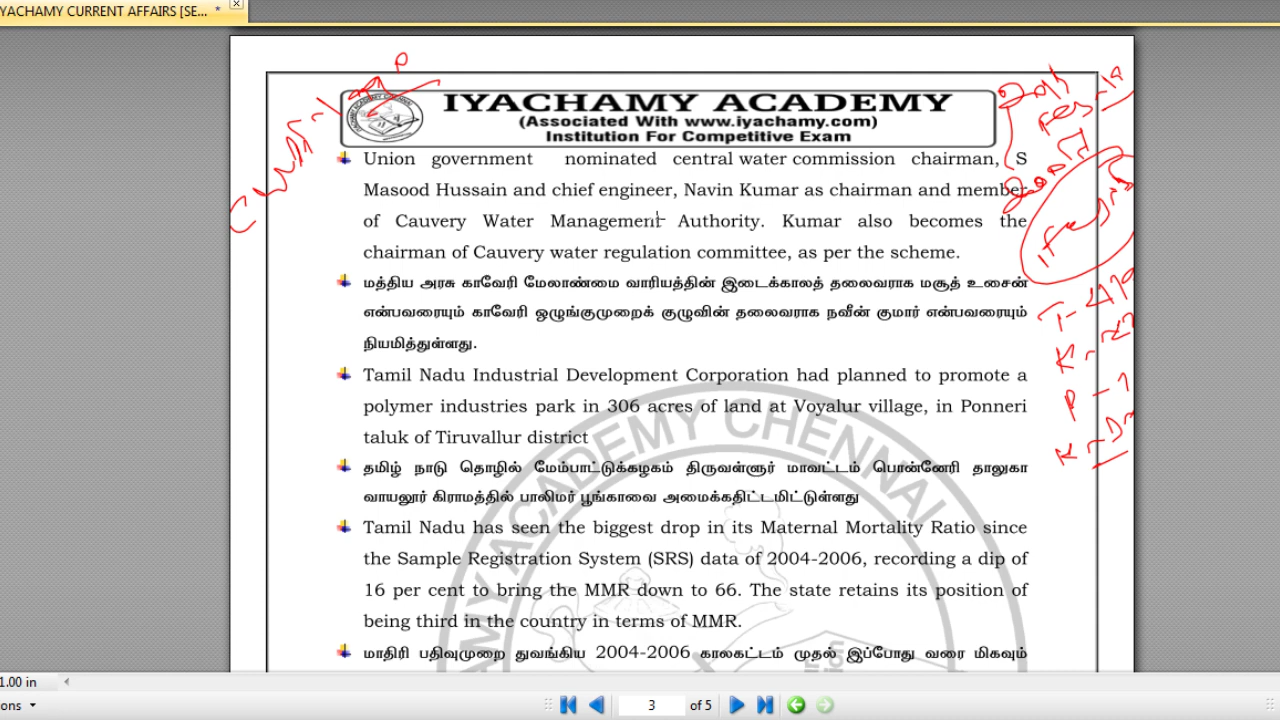 YACHAMY CURRENT AFFAIRS [SE... *
IYACHAMY ACADEMY
(Associated With www.iyachamy.com)
Institution For Competitive Exam
Union government nominated central water commission chairman, S
Masood Hussain and chief engineer, Navin Kumar as chairman and member
of Cauvery Water Management Authority. Kumar also becomes the
chairman of Cauvery water regulation committee, as per the scheme.
மத்திய அரசு காவேரி மேலாண்மை வாரியத்தின் இடைக்காலத் தலைவராக மசூத் உசைன்
என்பவரையும் காவேரி ஒழுங்குமுறைக் குழுவின் தலைவராக நவீன் குமார் என்பவரையும்
நியமித்துள்ளது.
Tamil Nadu Industrial Development Corporation had planned to promote a
polymer industries park in 306 acres of land at Voyalur village, in Ponneri
taluk of Tiruvallur district
தமிழ் நாடு தொழில் மேம்பாட்டுக்கழகம் திருவள்ளூர் மாவட்டம் பொன்னேரி தாலுகா
வாயலூர் கிராமத்தில் பாலிமர் பூங்காவை அமைக்கதிட்டமிட்டுள்ளது
Tamil Nadu has seen the biggest drop in its Maternal Mortality Ratio since
the Sample Registration System (SRS) data of 2004-2006, recording a dip of
16 per cent to bring the MMR down to 66. The state retains its position of
being third in the country in terms of MMR.
மாதிரி பதிவுமுறை துவங்கிய 2004-2006 காலகட்டம் முதல் இப்போது வரை மிகவும்
1.00 in
ons
3 of 5